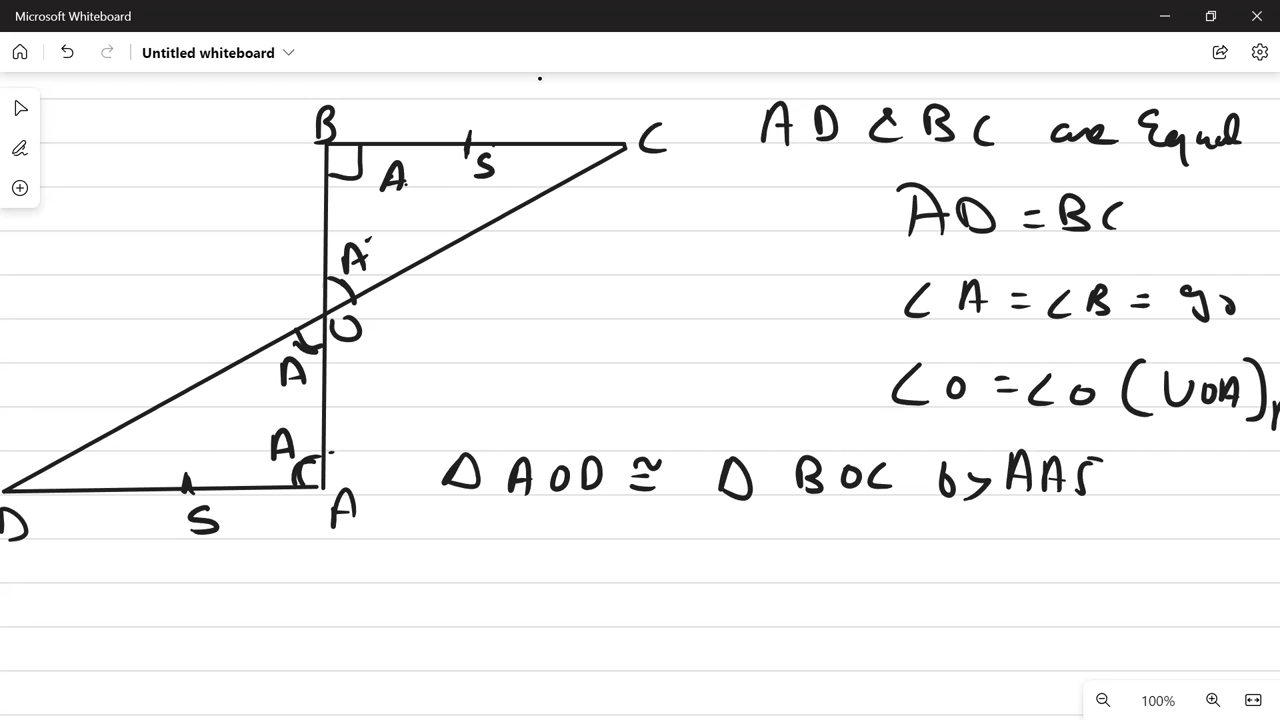 Microsoft Whiteboard
Untitled whiteboard
B
C
A
S
A
O
A
A
D
S
A
AD & BC are Equal
AD = BC
∠A = ∠B = 90
∠O = ∠O (VOA)
Δ AOD ≅ Δ BOC by AAS
100%